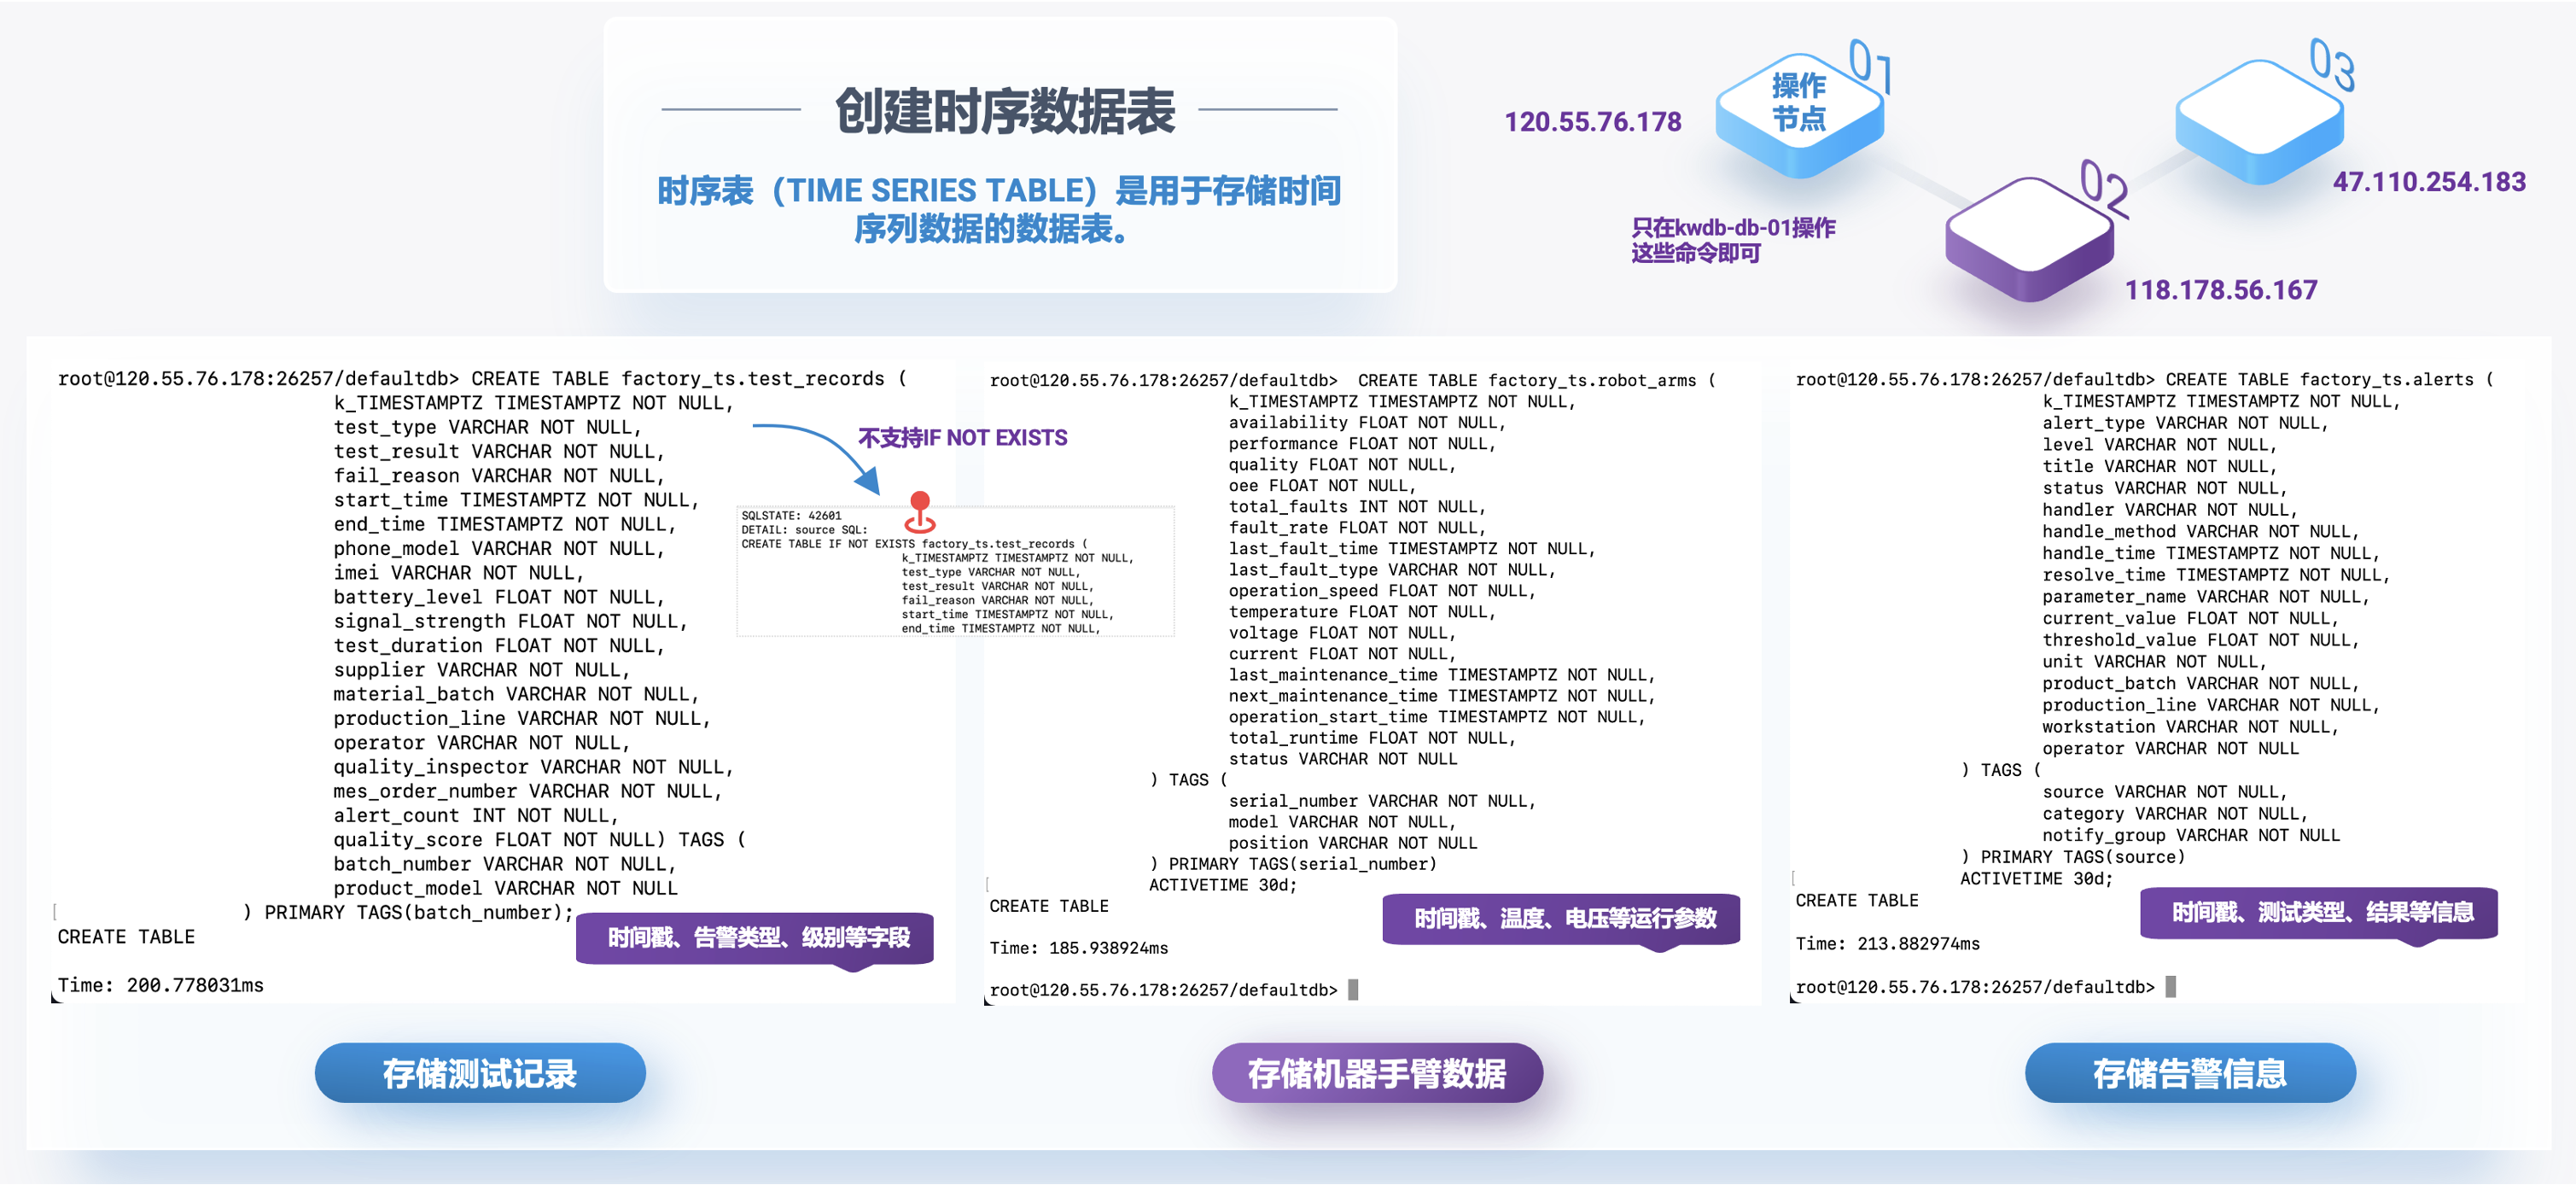 创建时序数据表
时序表（TIME SERIES TABLE）是用于存储时间
序列数据的数据表。
01
操作
节点
120.55.76.178
03
47.110.254.183
02
118.178.56.167
只在kwdb-db-01操作
这些命令即可
root@120.55.76.178:26257/defaultdb> CREATE TABLE factory_ts.test_records (
k_TIMESTAMPTZ TIMESTAMPTZ NOT NULL,
test_type VARCHAR NOT NULL,
test_result VARCHAR NOT NULL,
fail_reason VARCHAR NOT NULL,
start_time TIMESTAMPTZ NOT NULL,
end_time TIMESTAMPTZ NOT NULL,
phone_model VARCHAR NOT NULL,
imei VARCHAR NOT NULL,
battery_level FLOAT NOT NULL,
signal_strength FLOAT NOT NULL,
test_duration FLOAT NOT NULL,
supplier VARCHAR NOT NULL,
material_batch VARCHAR NOT NULL,
production_line VARCHAR NOT NULL,
operator VARCHAR NOT NULL,
quality_inspector VARCHAR NOT NULL,
mes_order_number VARCHAR NOT NULL,
alert_count INT NOT NULL,
quality_score FLOAT NOT NULL) TAGS (
batch_number VARCHAR NOT NULL,
product_model VARCHAR NOT NULL
) PRIMARY TAGS(batch_number);
CREATE TABLE
Time: 200.778031ms
时间戳、告警类型、级别等字段
不支持IF NOT EXISTS
SQLSTATE: 42601
DETAIL: source SQL:
CREATE TABLE IF NOT EXISTS factory_ts.test_records (
k_TIMESTAMPTZ TIMESTAMPTZ NOT NULL,
test_type VARCHAR NOT NULL,
test_result VARCHAR NOT NULL,
fail_reason VARCHAR NOT NULL,
start_time TIMESTAMPTZ NOT NULL,
end_time TIMESTAMPTZ NOT NULL,
root@120.55.76.178:26257/defaultdb>  CREATE TABLE factory_ts.robot_arms (
k_TIMESTAMPTZ TIMESTAMPTZ NOT NULL,
availability FLOAT NOT NULL,
performance FLOAT NOT NULL,
quality FLOAT NOT NULL,
oee FLOAT NOT NULL,
total_faults INT NOT NULL,
fault_rate FLOAT NOT NULL,
last_fault_time TIMESTAMPTZ NOT NULL,
last_fault_type VARCHAR NOT NULL,
operation_speed FLOAT NOT NULL,
temperature FLOAT NOT NULL,
voltage FLOAT NOT NULL,
current FLOAT NOT NULL,
last_maintenance_time TIMESTAMPTZ NOT NULL,
next_maintenance_time TIMESTAMPTZ NOT NULL,
operation_start_time TIMESTAMPTZ NOT NULL,
total_runtime FLOAT NOT NULL,
status VARCHAR NOT NULL
) TAGS (
serial_number VARCHAR NOT NULL,
model VARCHAR NOT NULL,
position VARCHAR NOT NULL
) PRIMARY TAGS(serial_number)
ACTIVETIME 30d;
CREATE TABLE
Time: 185.938924ms
root@120.55.76.178:26257/defaultdb>
时间戳、温度、电压等运行参数
root@120.55.76.178:26257/defaultdb> CREATE TABLE factory_ts.alerts (
k_TIMESTAMPTZ TIMESTAMPTZ NOT NULL,
alert_type VARCHAR NOT NULL,
level VARCHAR NOT NULL,
title VARCHAR NOT NULL,
status VARCHAR NOT NULL,
handler VARCHAR NOT NULL,
handle_method VARCHAR NOT NULL,
handle_time TIMESTAMPTZ NOT NULL,
resolve_time TIMESTAMPTZ NOT NULL,
parameter_name VARCHAR NOT NULL,
current_value FLOAT NOT NULL,
threshold_value FLOAT NOT NULL,
unit VARCHAR NOT NULL,
product_batch VARCHAR NOT NULL,
production_line VARCHAR NOT NULL,
workstation VARCHAR NOT NULL,
operator VARCHAR NOT NULL
) TAGS (
source VARCHAR NOT NULL,
category VARCHAR NOT NULL,
notify_group VARCHAR NOT NULL
) PRIMARY TAGS(source)
ACTIVETIME 30d;
CREATE TABLE
Time: 213.882974ms
root@120.55.76.178:26257/defaultdb>
时间戳、测试类型、结果等信息
存储测试记录
存储机器手臂数据
存储告警信息